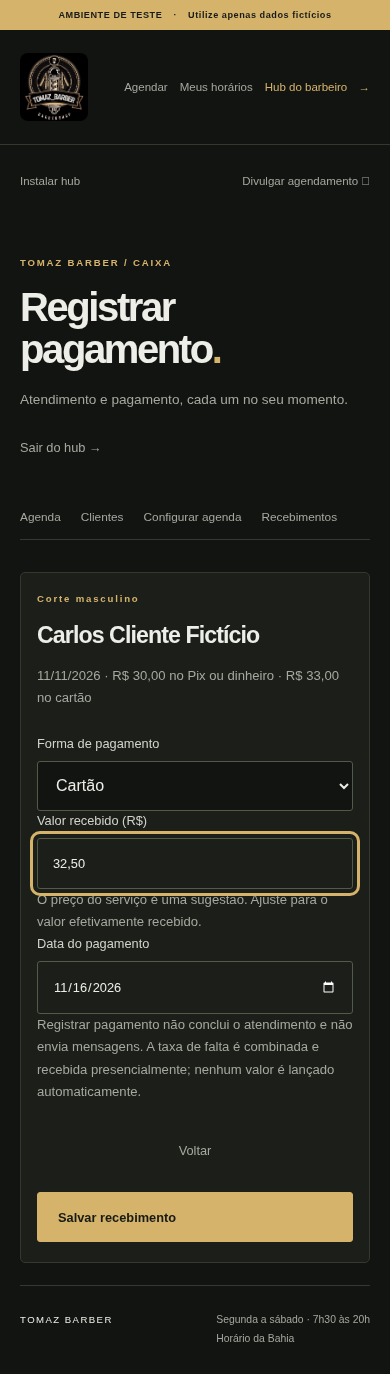 AMBIENTE DE TESTE · Utilize apenas dados fictícios
TOMAZ_BARBER
BARBERSHOP
Agendar Meus horários Hub do barbeiro →
Instalar hub Divulgar agendamento
TOMAZ BARBER / CAIXA
Registrar
pagamento.
Atendimento e pagamento, cada um no seu momento.
Sair do hub →
Agenda Clientes Configurar agenda Recebimentos
Corte masculino
Carlos Cliente Fictício
11/11/2026 · R$ 30,00 no Pix ou dinheiro · R$ 33,00
no cartão
Forma de pagamento
Cartão
Valor recebido (R$)
32,50
O preço do serviço é uma sugestão. Ajuste para o
valor efetivamente recebido.
Data do pagamento
11/16/2026
Registrar pagamento não conclui o atendimento e não
envia mensagens. A taxa de falta é combinada e
recebida presencialmente; nenhum valor é lançado
automaticamente.
Voltar
Salvar recebimento
TOMAZ BARBER
Segunda a sábado · 7h30 às 20h
Horário da Bahia